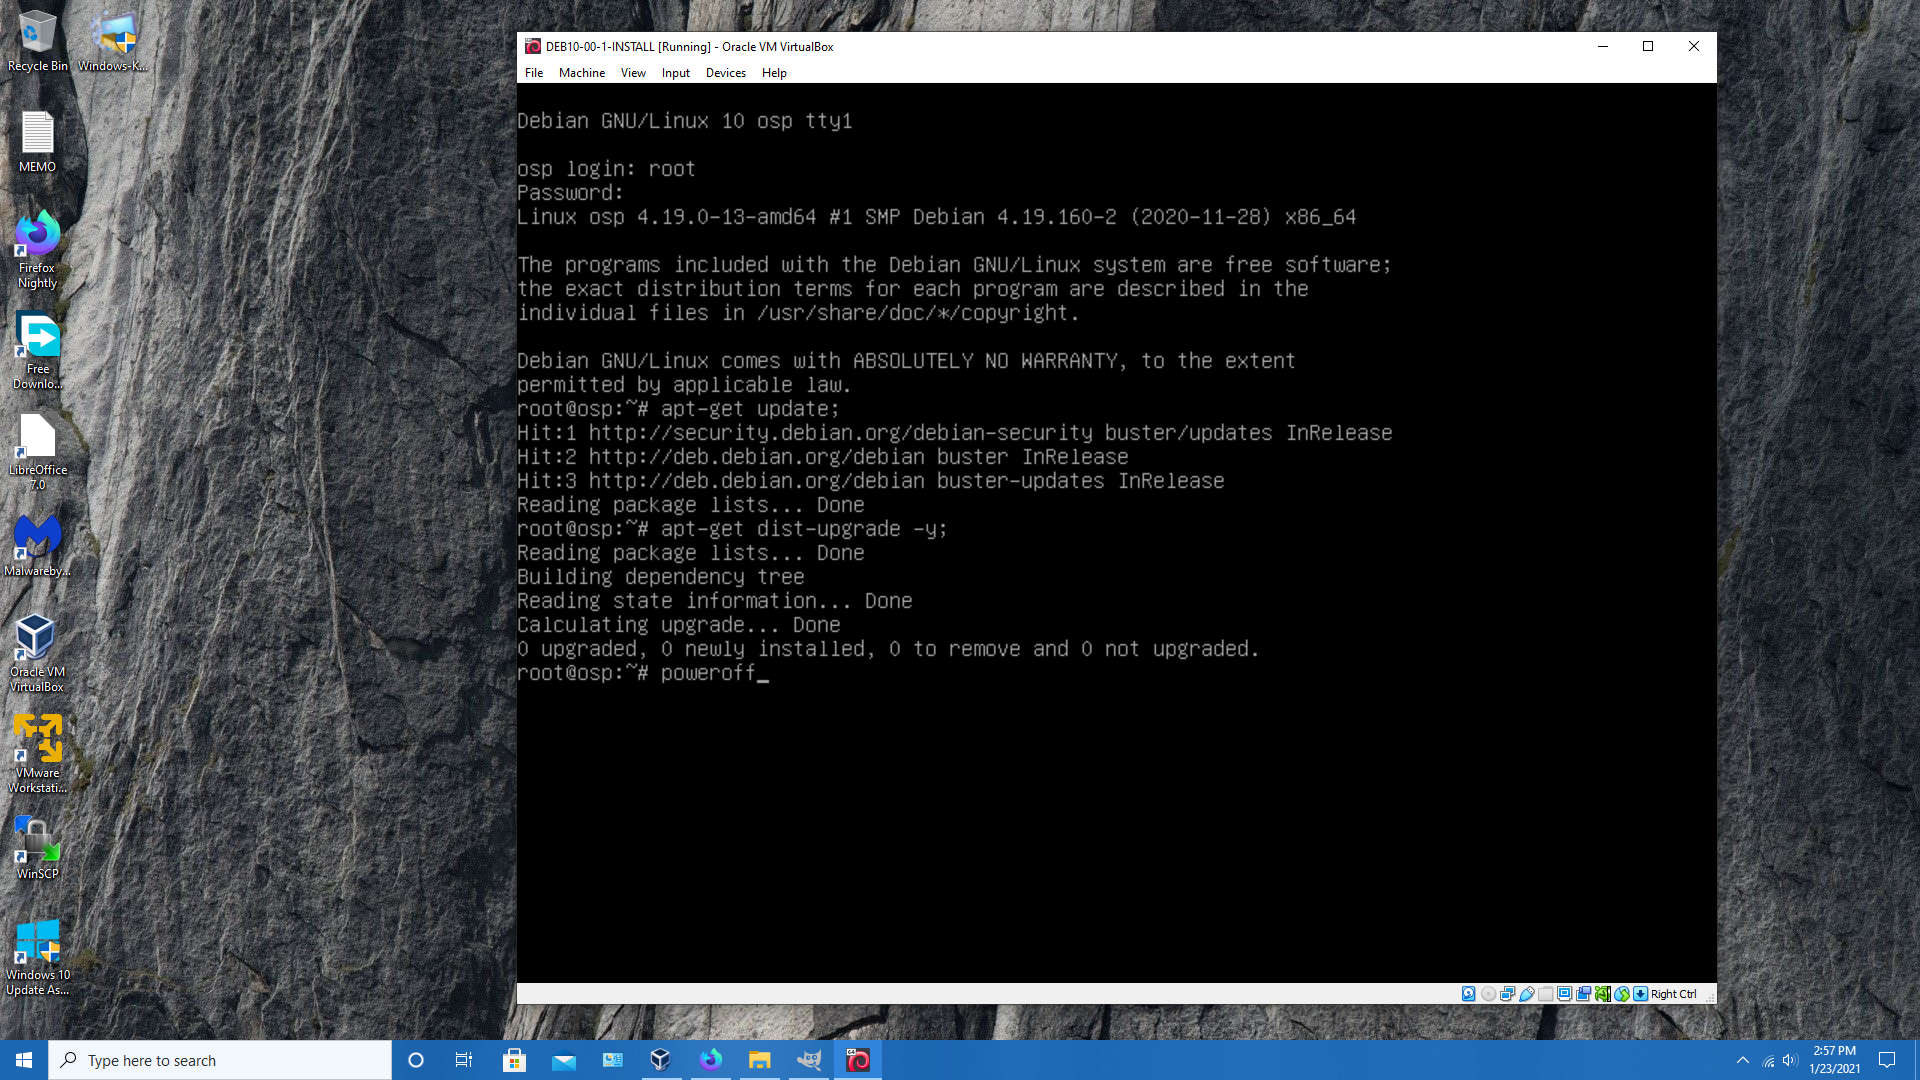 Recycle Bin
Windows-K...
MEMO
Firefox
Nightly
Free
Downlo...
LibreOffice
7.0
Malwareby...
Oracle VM
VirtualBox
VMware
Workstati...
WinSCP
Windows 10
Update As...
DEB10-00-1-INSTALL [Running] - Oracle VM VirtualBox
File Machine View Input Devices Help
Debian GNU/Linux 10 osp tty1
osp login: root
Password:
Linux osp 4.19.0-13-amd64 #1 SMP Debian 4.19.160-2 (2020-11-28) x86_64
The programs included with the Debian GNU/Linux system are free software;
the exact distribution terms for each program are described in the
individual files in /usr/share/doc/*/copyright.
Debian GNU/Linux comes with ABSOLUTELY NO WARRANTY, to the extent
permitted by applicable law.
root@osp:~# apt-get update;
Hit:1 http://security.debian.org/debian-security buster/updates InRelease
Hit:2 http://deb.debian.org/debian buster InRelease
Hit:3 http://deb.debian.org/debian buster-updates InRelease
Reading package lists... Done
root@osp:~# apt-get dist-upgrade -y;
Reading package lists... Done
Building dependency tree
Reading state information... Done
Calculating upgrade... Done
0 upgraded, 0 newly installed, 0 to remove and 0 not upgraded.
root@osp:~# poweroff_
Right Ctrl
Type here to search
64
2:57 PM
1/23/2021